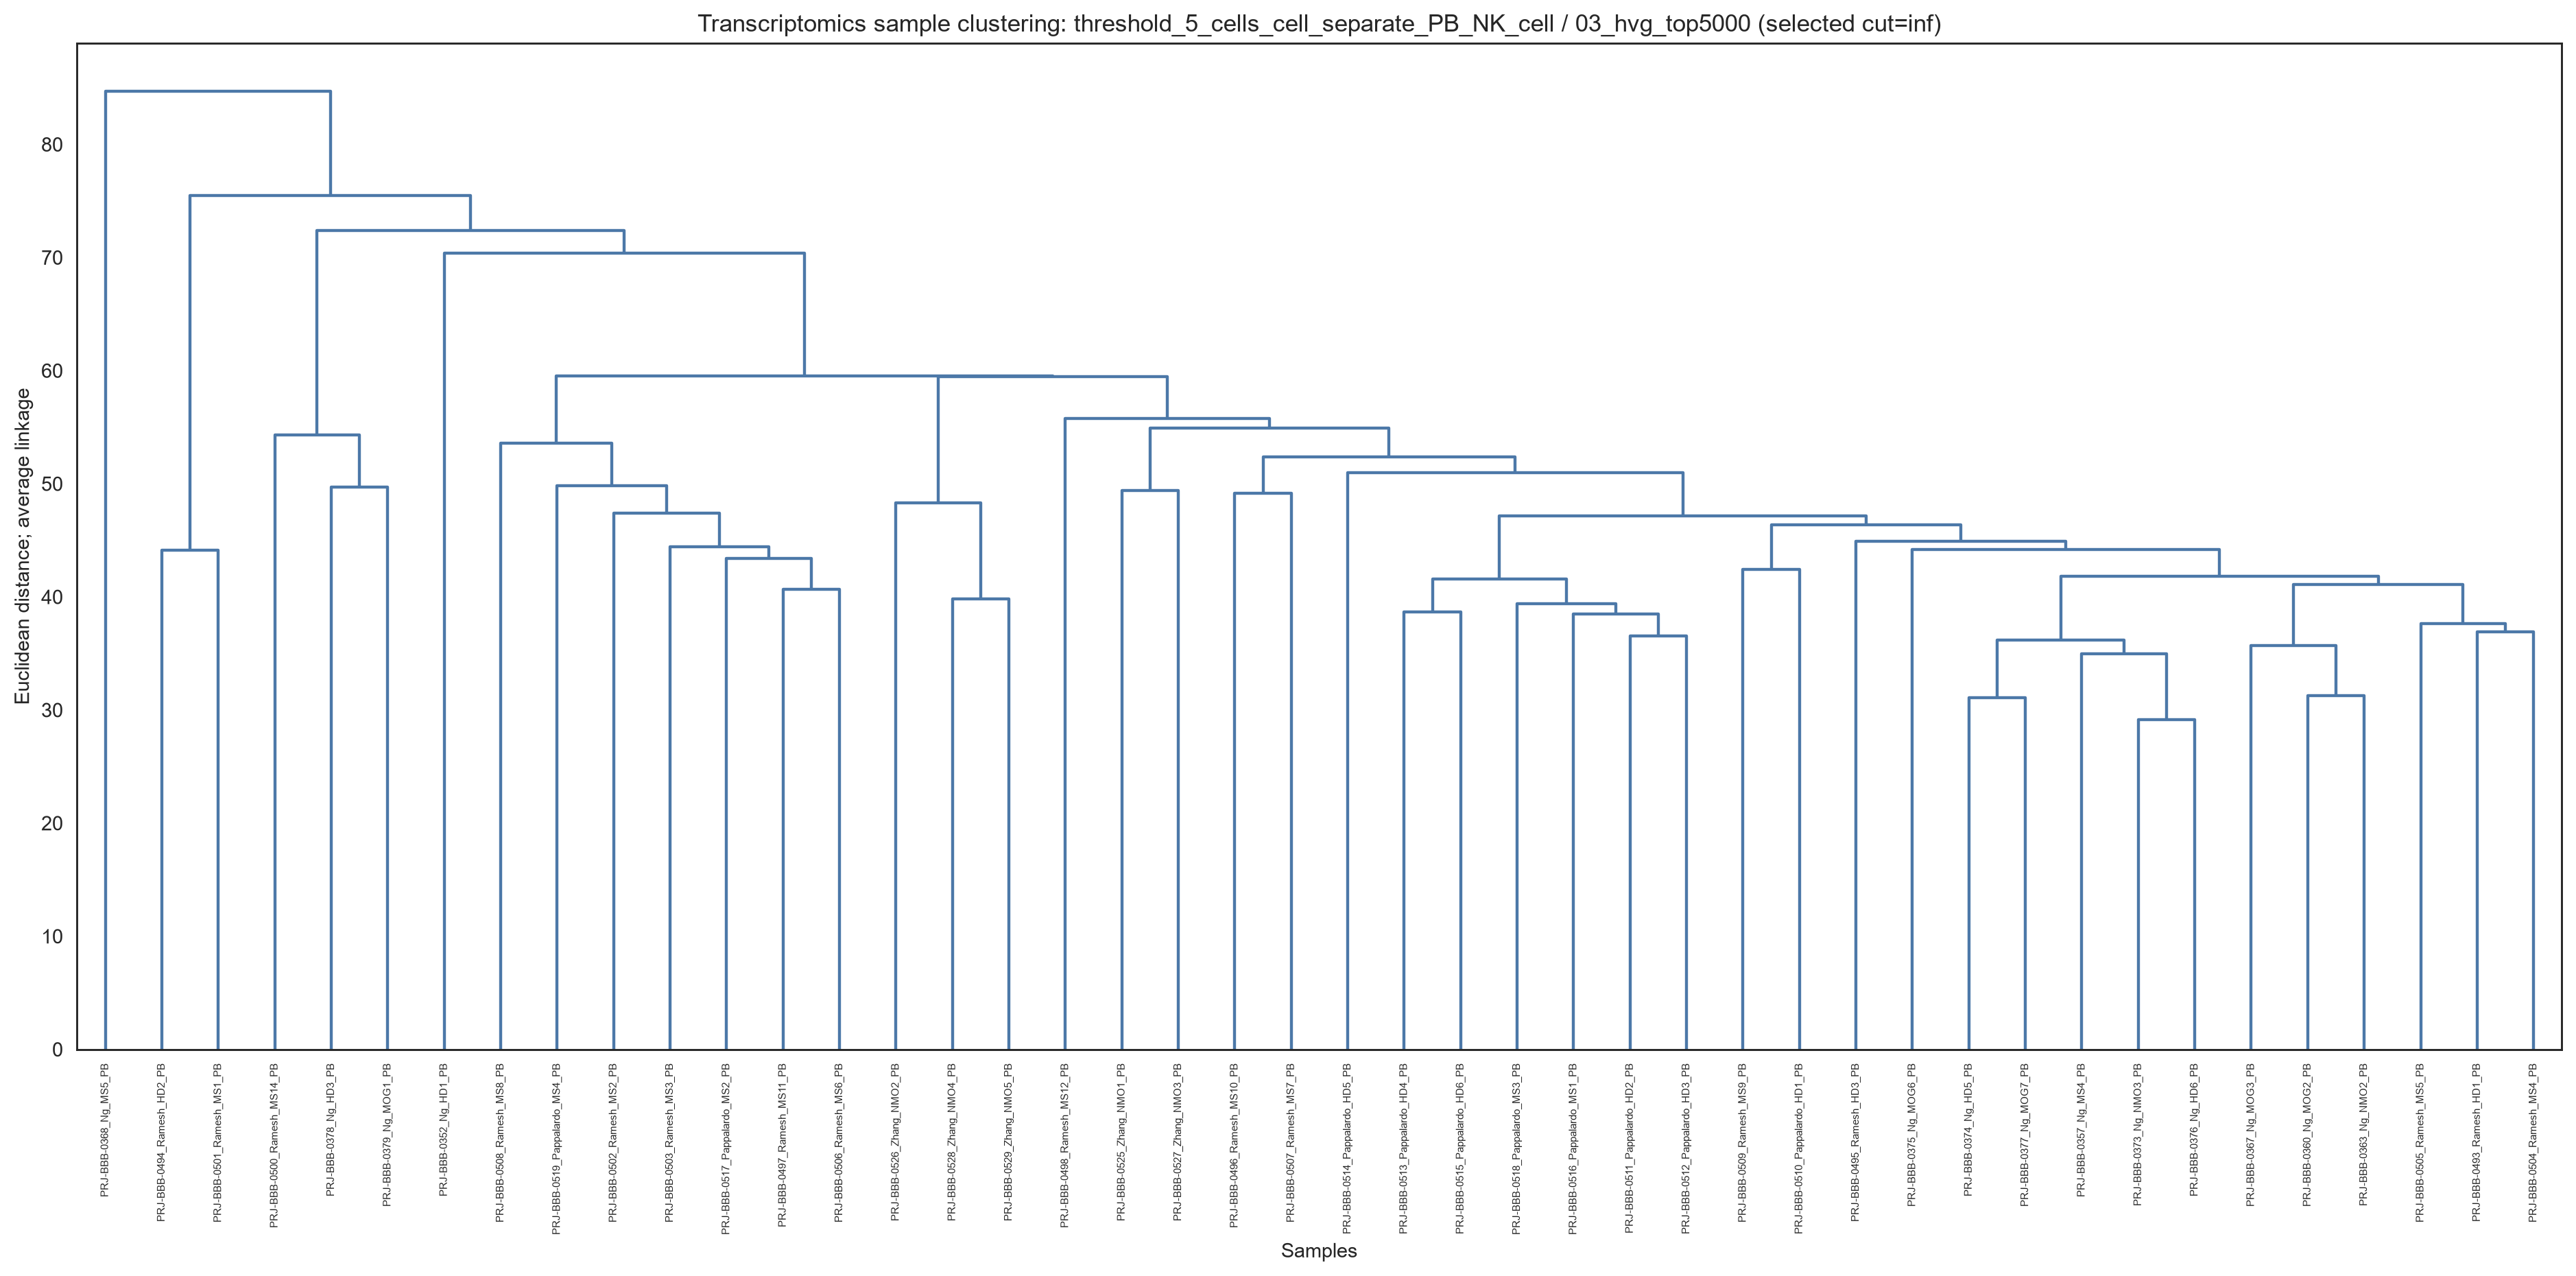 Transcriptomics sample clustering: threshold_5_cells_cell_separate_PB_NK_cell / 03_hvg_top5000 (selected cut=inf)
Euclidean distance; average linkage
80
70
60
50
40
30
20
10
0
PRJ-BBB-0368_Ng_MS5_PB
PRJ-BBB-0494_Ramesh_HD2_PB
PRJ-BBB-0501_Ramesh_MS1_PB
PRJ-BBB-0500_Ramesh_MS14_PB
PRJ-BBB-0378_Ng_HD3_PB
PRJ-BBB-0379_Ng_MOG1_PB
PRJ-BBB-0352_Ng_HD1_PB
PRJ-BBB-0508_Ramesh_MS8_PB
PRJ-BBB-0519_Pappalardo_MS4_PB
PRJ-BBB-0502_Ramesh_MS2_PB
PRJ-BBB-0503_Ramesh_MS3_PB
PRJ-BBB-0517_Pappalardo_MS2_PB
PRJ-BBB-0497_Ramesh_MS11_PB
PRJ-BBB-0506_Ramesh_MS6_PB
PRJ-BBB-0526_Zhang_NMO2_PB
PRJ-BBB-0528_Zhang_NMO4_PB
PRJ-BBB-0529_Zhang_NMO5_PB
PRJ-BBB-0498_Ramesh_MS12_PB
PRJ-BBB-0525_Zhang_NMO1_PB
PRJ-BBB-0527_Zhang_NMO3_PB
PRJ-BBB-0496_Ramesh_MS10_PB
PRJ-BBB-0507_Ramesh_MS7_PB
PRJ-BBB-0514_Pappalardo_HD5_PB
PRJ-BBB-0513_Pappalardo_HD4_PB
PRJ-BBB-0515_Pappalardo_HD6_PB
PRJ-BBB-0518_Pappalardo_MS3_PB
PRJ-BBB-0516_Pappalardo_MS1_PB
PRJ-BBB-0511_Pappalardo_HD2_PB
PRJ-BBB-0512_Pappalardo_HD3_PB
PRJ-BBB-0509_Ramesh_MS9_PB
PRJ-BBB-0510_Pappalardo_HD1_PB
PRJ-BBB-0495_Ramesh_HD3_PB
PRJ-BBB-0375_Ng_MOG6_PB
PRJ-BBB-0374_Ng_HD5_PB
PRJ-BBB-0377_Ng_MOG7_PB
PRJ-BBB-0357_Ng_MS4_PB
PRJ-BBB-0373_Ng_NMO3_PB
PRJ-BBB-0376_Ng_HD6_PB
PRJ-BBB-0367_Ng_MOG3_PB
PRJ-BBB-0360_Ng_MOG2_PB
PRJ-BBB-0363_Ng_NMO2_PB
PRJ-BBB-0505_Ramesh_MS5_PB
PRJ-BBB-0493_Ramesh_HD1_PB
PRJ-BBB-0504_Ramesh_MS4_PB
Samples